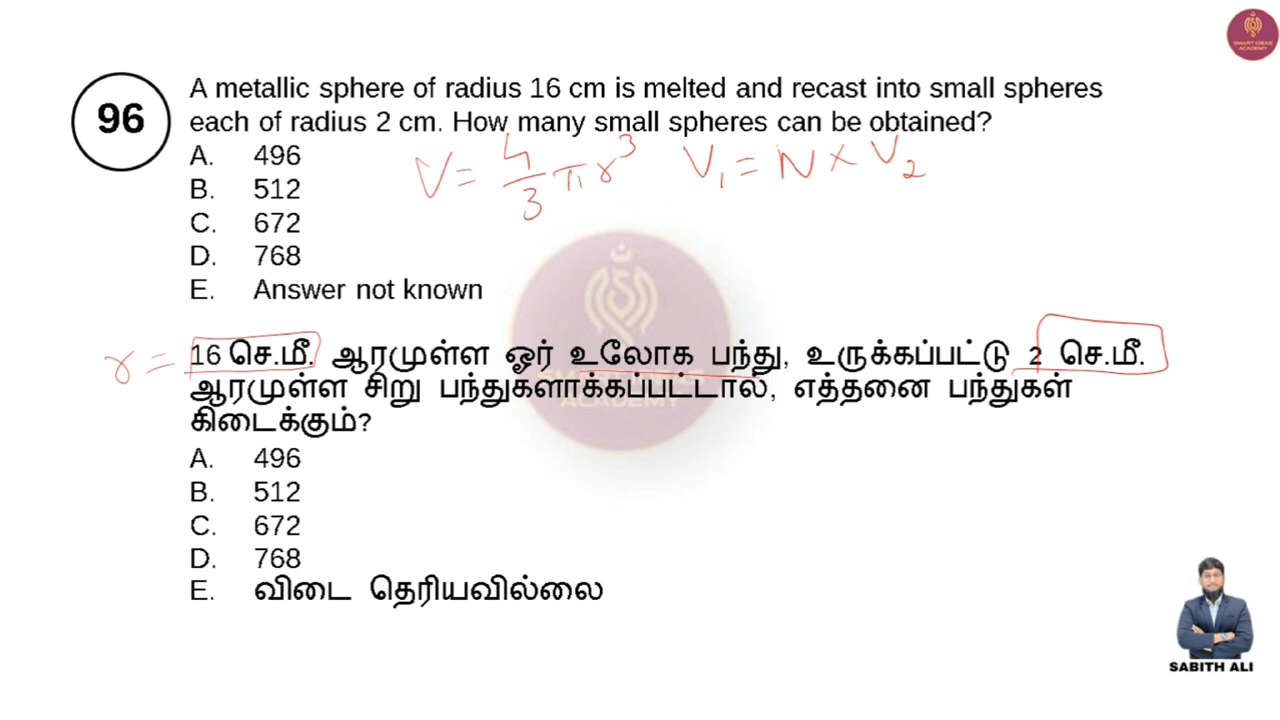 SMART IDEAS
ACADEMY
96
A metallic sphere of radius 16 cm is melted and recast into small spheres
each of radius 2 cm. How many small spheres can be obtained?
A. 496
B. 512
C. 672
D. 768
E. Answer not known
V = 4/3 πr³ V₁ = N × V₂
r =
16 செ.மீ. ஆரமுள்ள ஓர் உலோக பந்து, உருக்கப்பட்டு 2 செ.மீ.
ஆரமுள்ள சிறு பந்துகளாக்கப்பட்டால், எத்தனை பந்துகள்
கிடைக்கும்?
A. 496
B. 512
C. 672
D. 768
E. விடை தெரியவில்லை
SABITH ALI